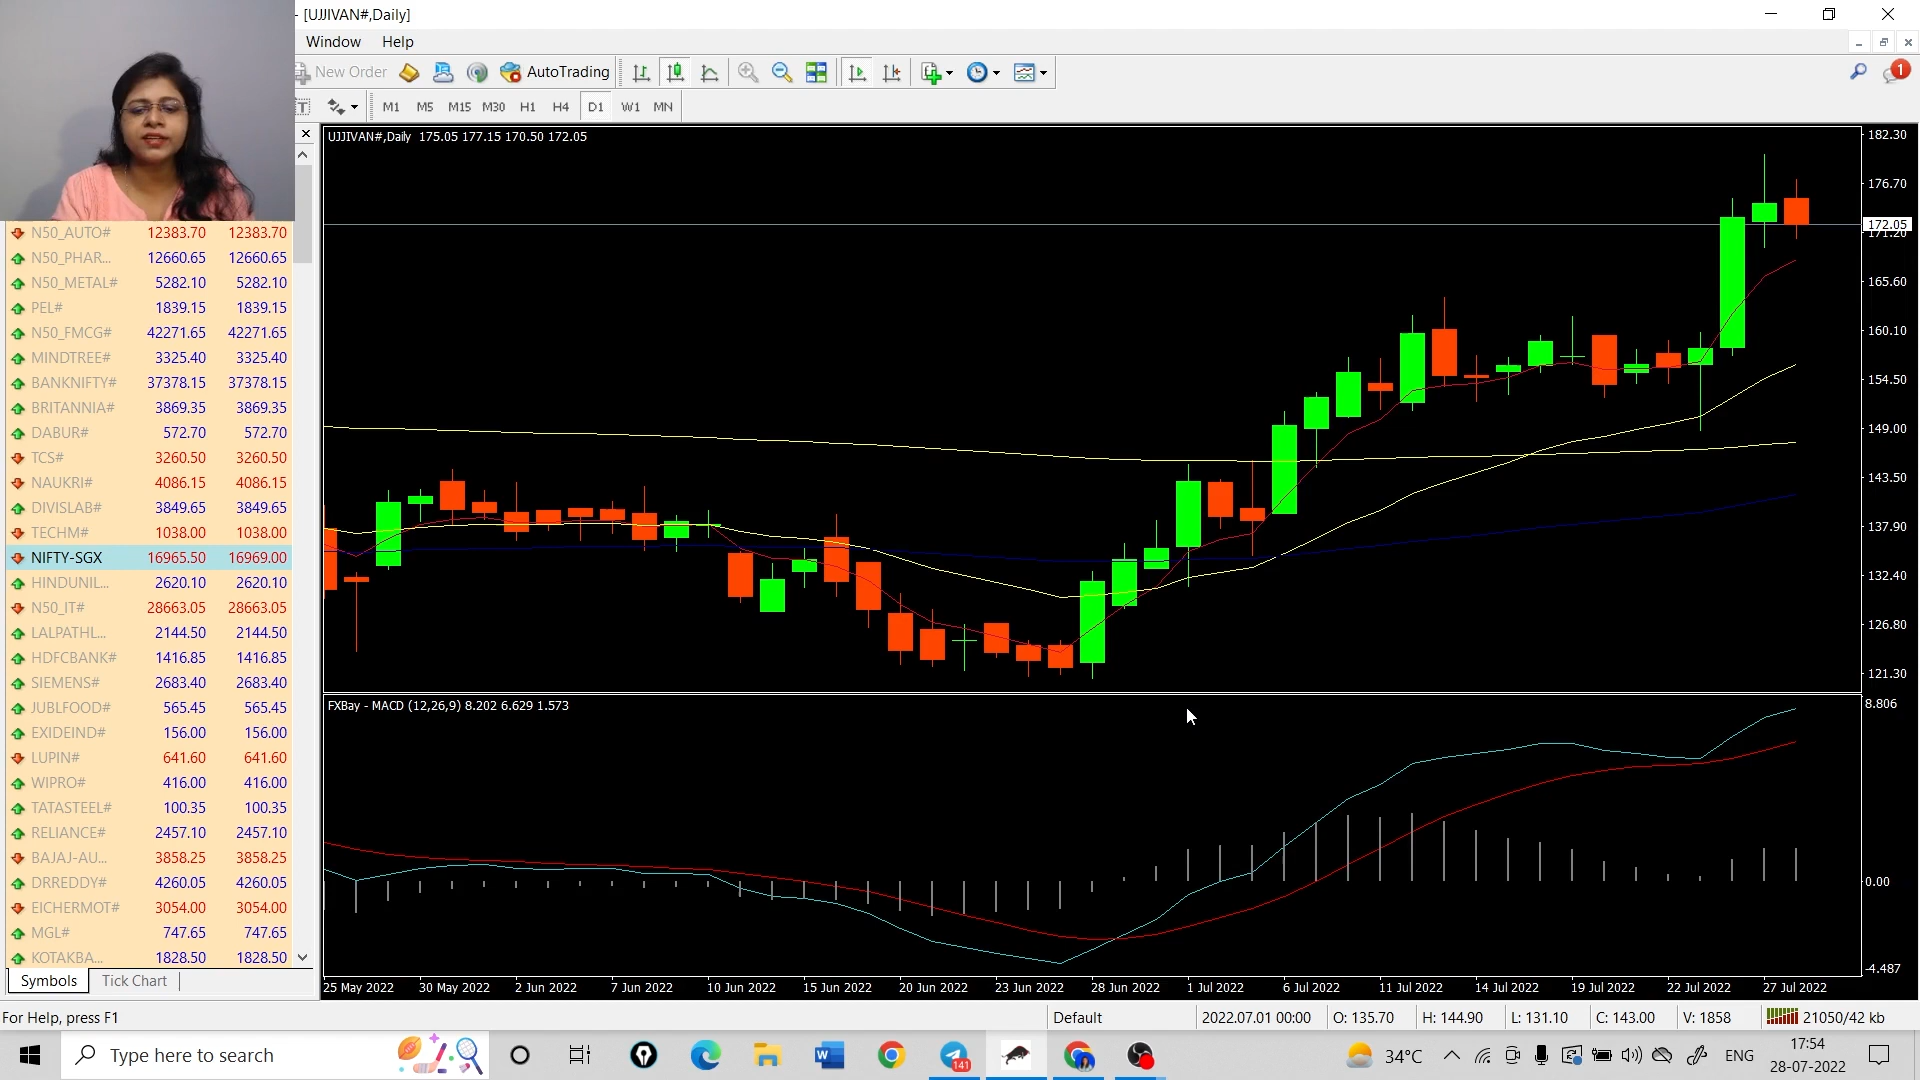 - [UJJIVAN#,Daily]
Window Help
New Order AutoTrading
1
T M1 M5 M15 M30 H1 H4 D1 W1 MN
UJJIVAN#,Daily 175.05 177.15 170.50 172.05
182.30
176.70
172.05
171.20
165.60
160.10
154.50
149.00
143.50
137.90
132.40
126.80
121.30
N50_AUTO# 12383.70 12383.70
N50_PHAR... 12660.65 12660.65
N50_METAL# 5282.10 5282.10
PEL# 1839.15 1839.15
N50_FMCG# 42271.65 42271.65
MINDTREE# 3325.40 3325.40
BANKNIFTY# 37378.15 37378.15
BRITANNIA# 3869.35 3869.35
DABUR# 572.70 572.70
TCS# 3260.50 3260.50
NAUKRI# 4086.15 4086.15
DIVISLAB# 3849.65 3849.65
TECHM# 1038.00 1038.00
NIFTY-SGX 16965.50 16969.00
HINDUNIL... 2620.10 2620.10
N50_IT# 28663.05 28663.05
LALPATHL... 2144.50 2144.50
HDFCBANK# 1416.85 1416.85
SIEMENS# 2683.40 2683.40
JUBLFOOD# 565.45 565.45
EXIDEIND# 156.00 156.00
LUPIN# 641.60 641.60
WIPRO# 416.00 416.00
TATASTEEL# 100.35 100.35
RELIANCE# 2457.10 2457.10
BAJAJ-AU... 3858.25 3858.25
DRREDDY# 4260.05 4260.05
EICHERMOT# 3054.00 3054.00
MGL# 747.65 747.65
KOTAKBA... 1828.50 1828.50
Symbols Tick Chart
FXBay - MACD (12,26,9) 8.202 6.629 1.573
8.806
0.00
-4.487
25 May 2022 30 May 2022 2 Jun 2022 7 Jun 2022 10 Jun 2022 15 Jun 2022 20 Jun 2022 23 Jun 2022 28 Jun 2022 1 Jul 2022 6 Jul 2022 11 Jul 2022 14 Jul 2022 19 Jul 2022 22 Jul 2022 27 Jul 2022
For Help, press F1 Default 2022.07.01 00:00 O: 135.70 H: 144.90 L: 131.10 C: 143.00 V: 1858 21050/42 kb
Type here to search 141 34°C ENG 17:54
28-07-2022